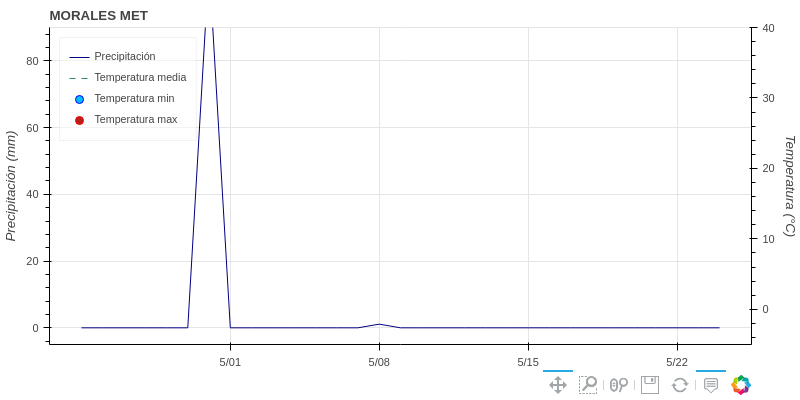 MORALES MET
Precipitación
Temperatura media
Temperatura min
Temperatura max
Precipitación (mm)
80
60
40
20
0
40
30
20
10
0
Temperatura (°C)
5/01
5/08
5/15
5/22